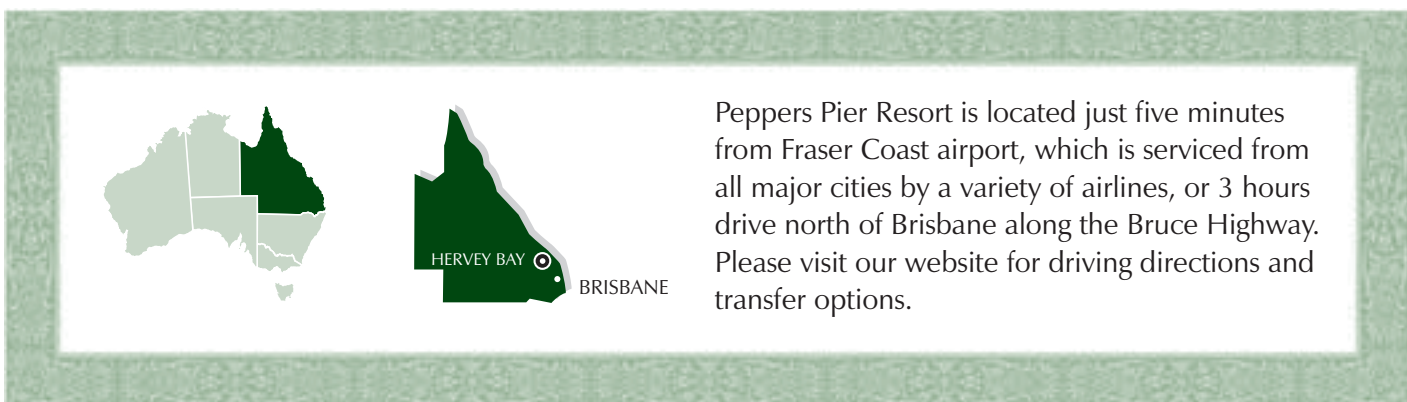 HERVEY BAY
BRISBANE
Peppers Pier Resort is located just five minutes
from Fraser Coast airport, which is serviced from
all major cities by a variety of airlines, or 3 hours
drive north of Brisbane along the Bruce Highway.
Please visit our website for driving directions and
transfer options.